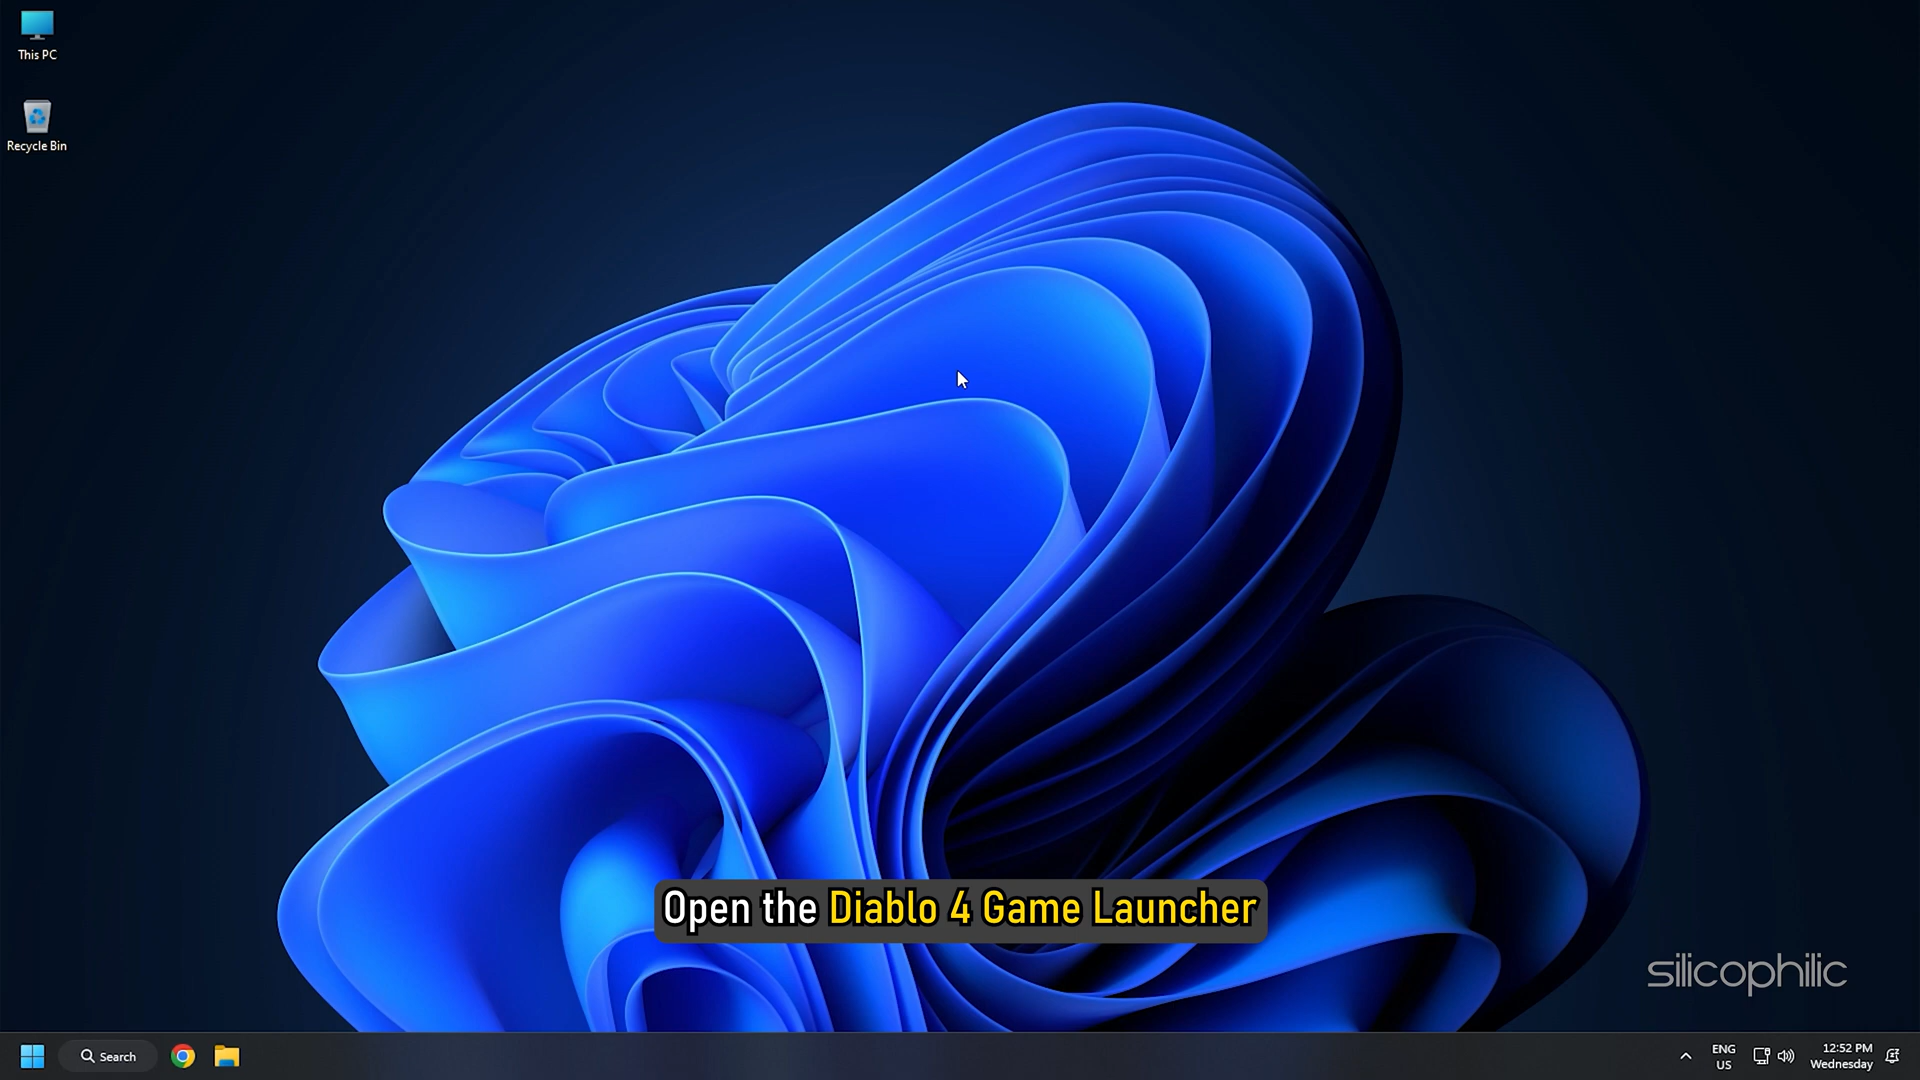 This PC
Recycle Bin
Open the Diablo 4 Game Launcher
silicophilic
Search
ENG
US
12:52 PM
Wednesday